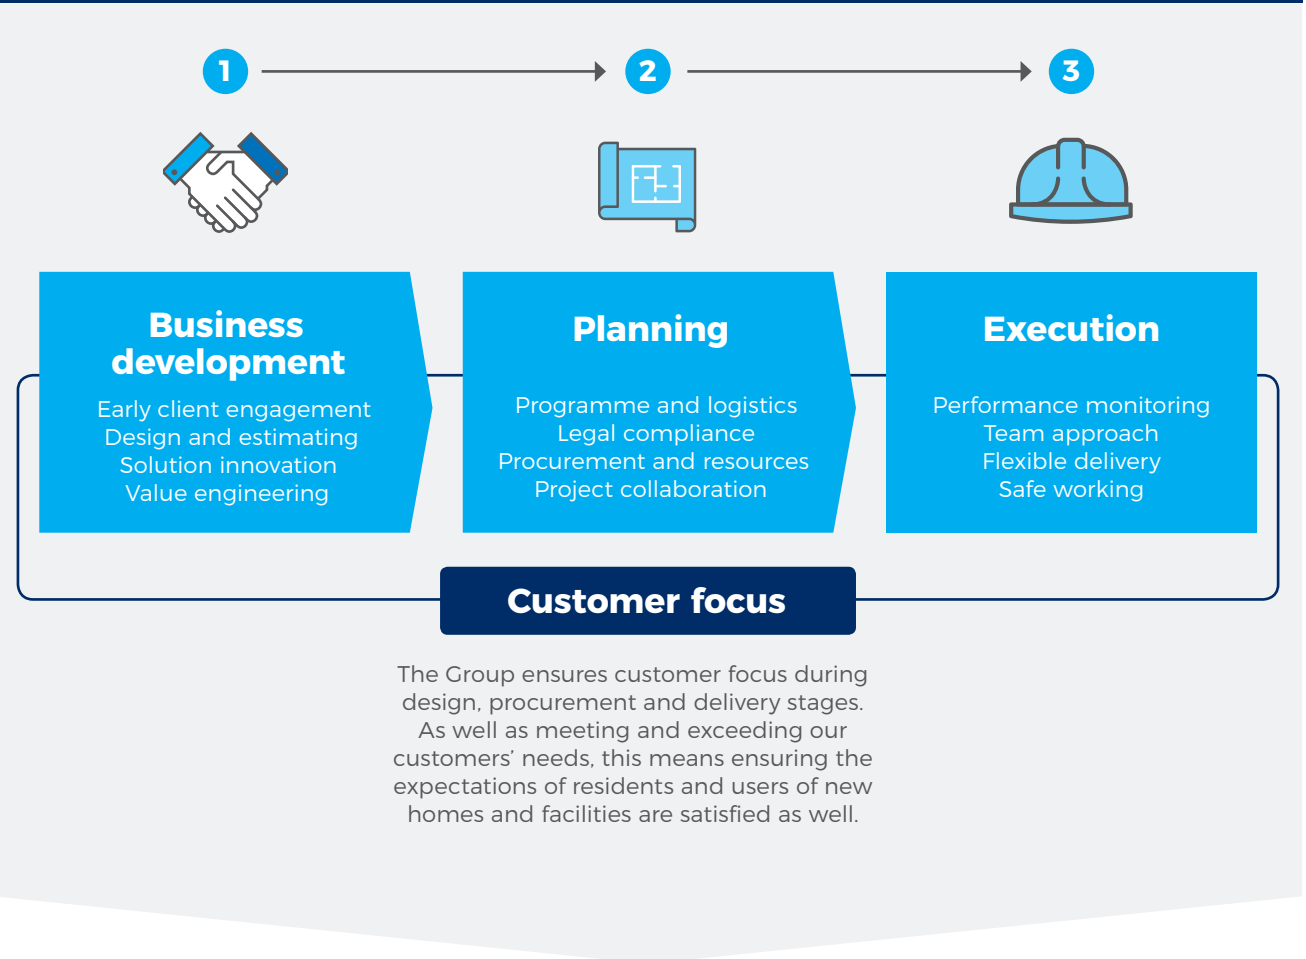 1
2
3
Business
development
Early client engagement
Design and estimating
Solution innovation
Value engineering
Planning
Programme and logistics
Legal compliance
Procurement and resources
Project collaboration
Execution
Performance monitoring
Team approach
Flexible delivery
Safe working
Customer focus
The Group ensures customer focus during
design, procurement and delivery stages.
As well as meeting and exceeding our
customers’ needs, this means ensuring the
expectations of residents and users of new
homes and facilities are satisfied as well.